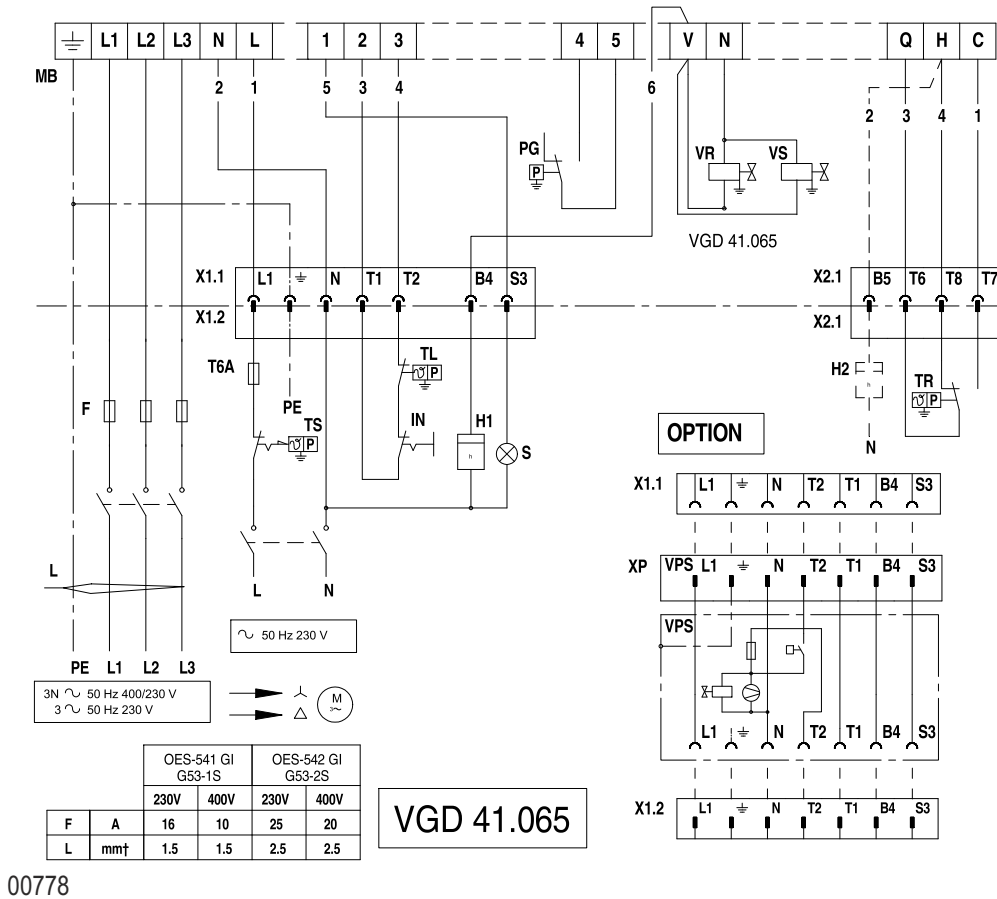 L1 L2 L3 N L 1 2 3 4 5 V N Q H C
MB
2 1 5 3 4 6 2 3 4 1
PG
P
VR VS
VGD 41.065
X1.1 L1 N T1 T2 B4 S3
X2.1 B5 T6 T8 T7
X1.2
X2.1
T6A
TL
ϑ P
H2
h
TR
ϑ P
F
PE
TS
ϑ P
IN
H1
h
S
N
OPTION
X1.1 L1 N T2 T1 B4 S3
L
L N
XP VPS L1 N T2 T1 B4 S3
50 Hz 230 V
VPS
PE L1 L2 L3
3N 50 Hz 400/230 V
3 50 Hz 230 V
M
3~
L1 N T2 T1 B4 S3
OES-541 GI OES-542 GI
G53-1S G53-2S
230V 400V 230V 400V
F A 16 10 25 20
L mm† 1.5 1.5 2.5 2.5
VGD 41.065
X1.2 L1 N T2 T1 B4 S3
00778